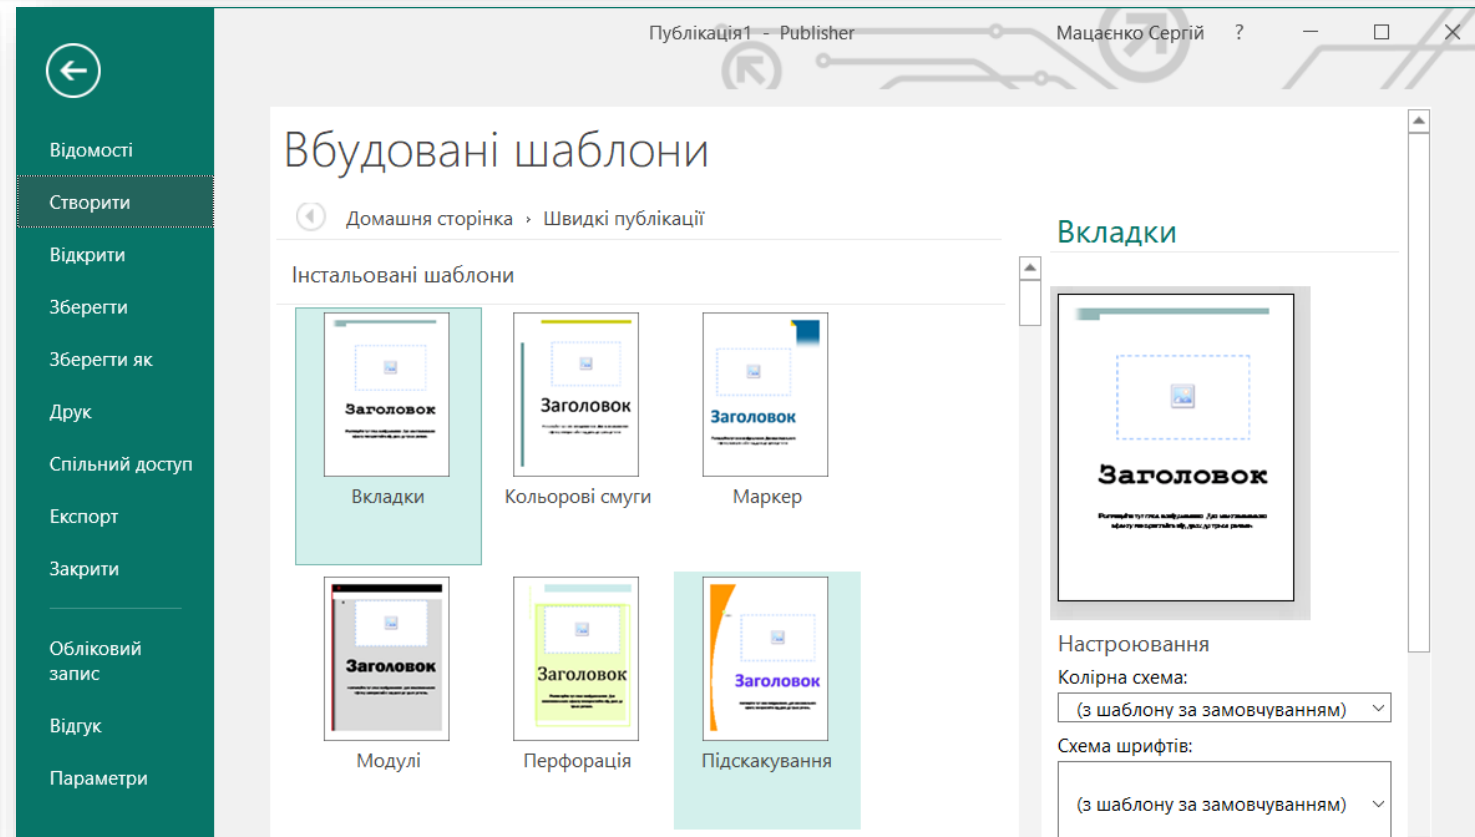 Публікація1 - Publisher
Мацаєнко Сергій ?
Відомості
Створити
Відкрити
Зберегти
Зберегти як
Друк
Спільний доступ
Експорт
Закрити
Обліковий
запис
Відгук
Параметри
Вбудовані шаблони
Домашня сторінка › Швидкі публікації
Інстальовані шаблони
Заголовок
Заголовок
Заголовок
Вкладки
Кольорові смуги
Маркер
Заголовок
Заголовок
Заголовок
Модулі
Перфорація
Підскакування
Вкладки
Заголовок
Настроювання
Колірна схема:
(з шаблону за замовчуванням)
Схема шрифтів:
(з шаблону за замовчуванням)